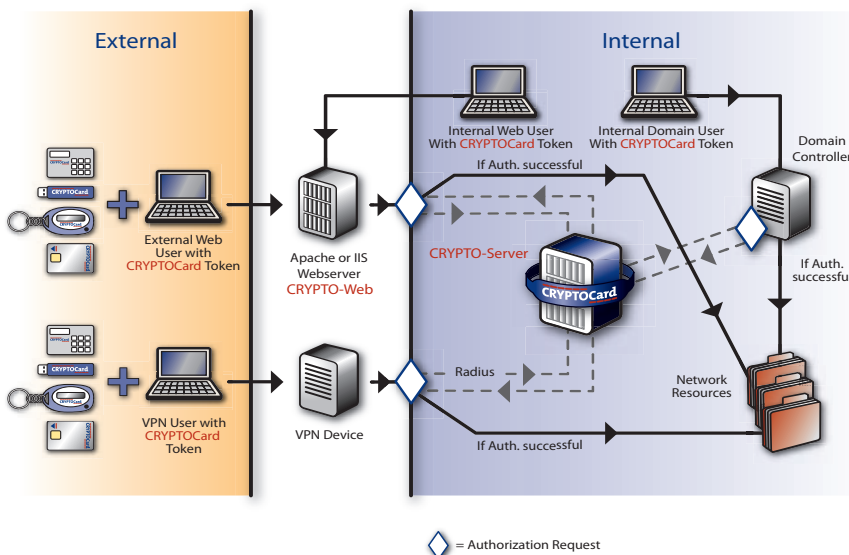 External
Internal
Internal Web User
With CRYPTOCard Token
Internal Domain User
With CRYPTOCard Token
Domain
Controller
If Auth. successful
CRYPTOCard
External Web
User with
CRYPTOCard Token
Apache or IIS
Webserver
CRYPTO-Web
CRYPTO-Server
CRYPTOCard
If Auth.
successful
CRYPTOCard
VPN User with
CRYPTOCard
Token
VPN Device
Radius
Network
Resources
If Auth. successful
= Authorization Request